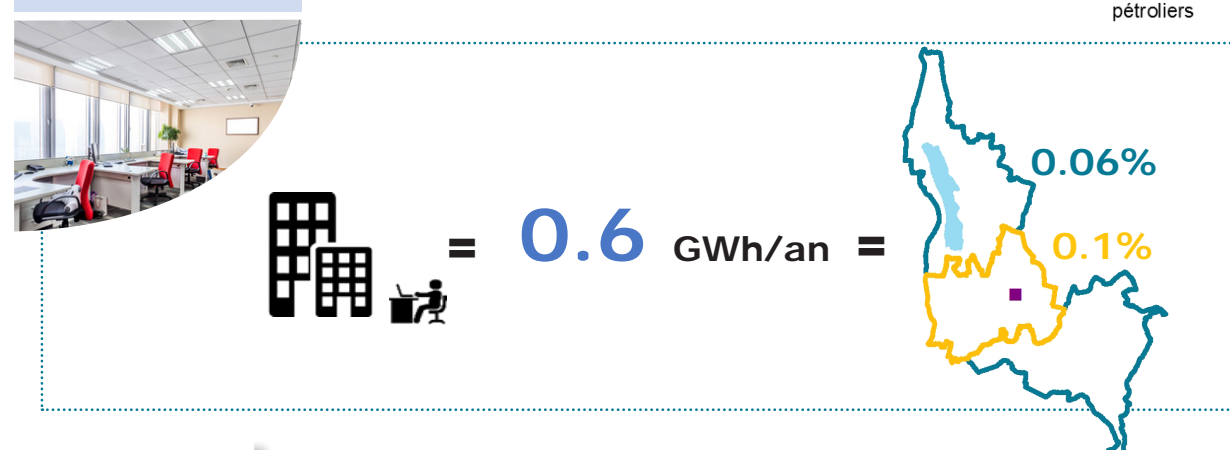 pétroliers
0.06%
= 0.6 GWh/an =
0.1%